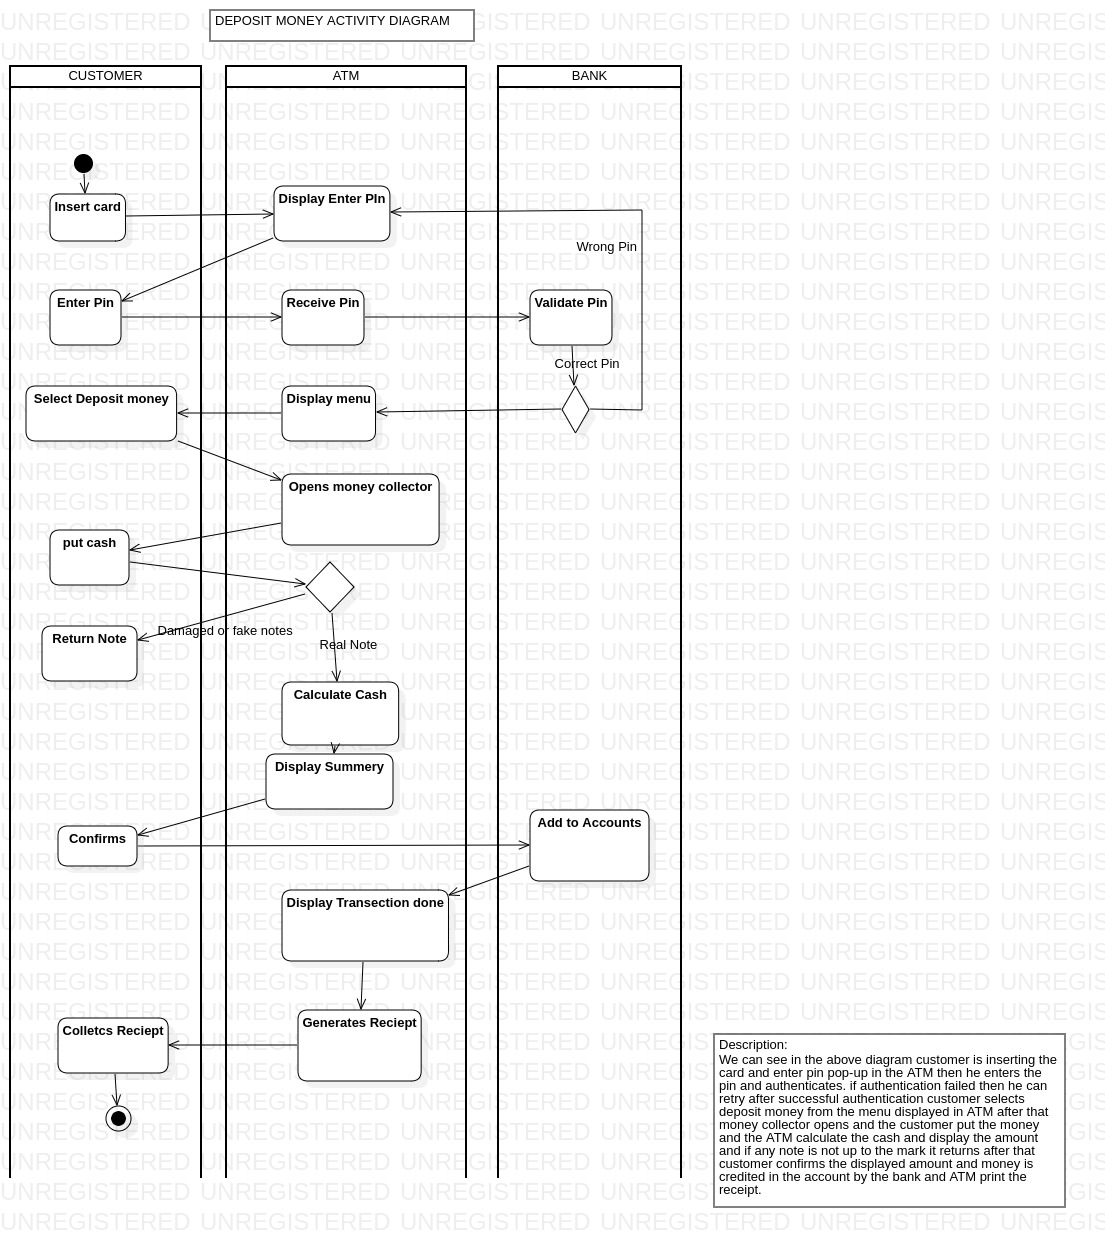 DEPOSIT MONEY ACTIVITY DIAGRAM
CUSTOMER
ATM
BANK
Insert card
Display Enter PIn
Wrong Pin
Enter Pin
Receive Pin
Validate Pin
Correct Pin
Select Deposit money
Display menu
Opens money collector
put cash
Damaged or fake notes
Return Note
Real Note
Calculate Cash
Display Summery
Confirms
Add to Accounts
Display Transection done
Colletcs Reciept
Generates Reciept
Description:
We can see in the above diagram customer is inserting the
card and enter pin pop-up in the ATM then he enters the
pin and authenticates. if authentication failed then he can
retry after successful authentication customer selects
deposit money from the menu displayed in ATM after that
money collector opens and the customer put the money
and the ATM calculate the cash and display the amount
and if any note is not up to the mark it returns after that
customer confirms the displayed amount and money is
credited in the account by the bank and ATM print the
receipt.
UNREGISTERED